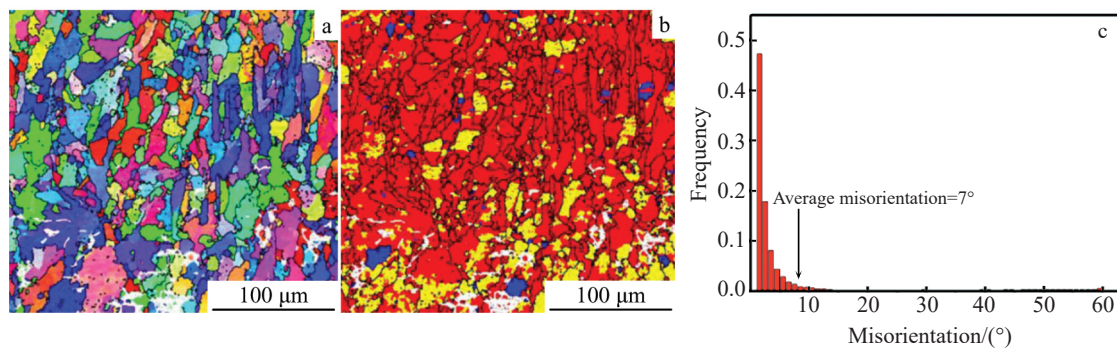 a
100 μm
b
100 μm
c
Frequency
0.5
0.4
0.3
0.2
0.1
0.0
Average misorientation=7°
10 20 30 40 50 60
Misorientation/(°)